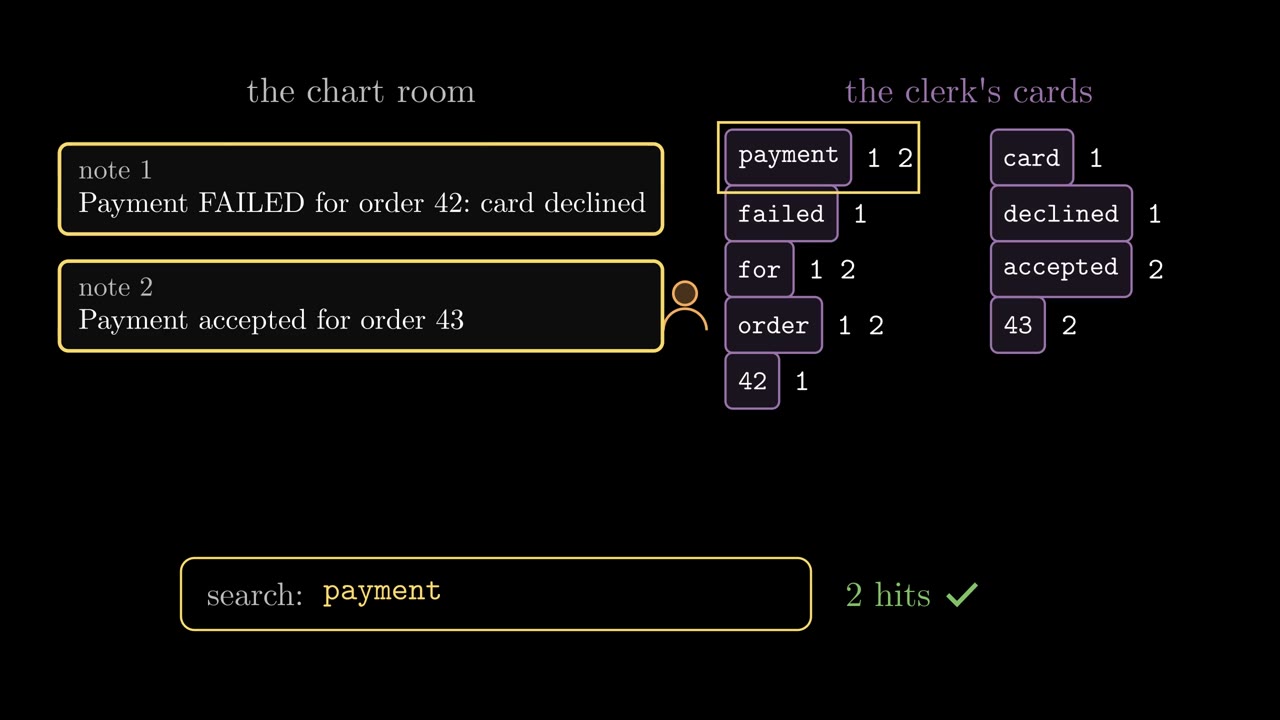 the chart room
note 1
Payment FAILED for order 42: card declined
note 2
Payment accepted for order 43
the clerk's cards
payment 1 2
failed 1
for 1 2
order 1 2
42 1
card 1
declined 1
accepted 2
43 2
search: payment
2 hits ✓